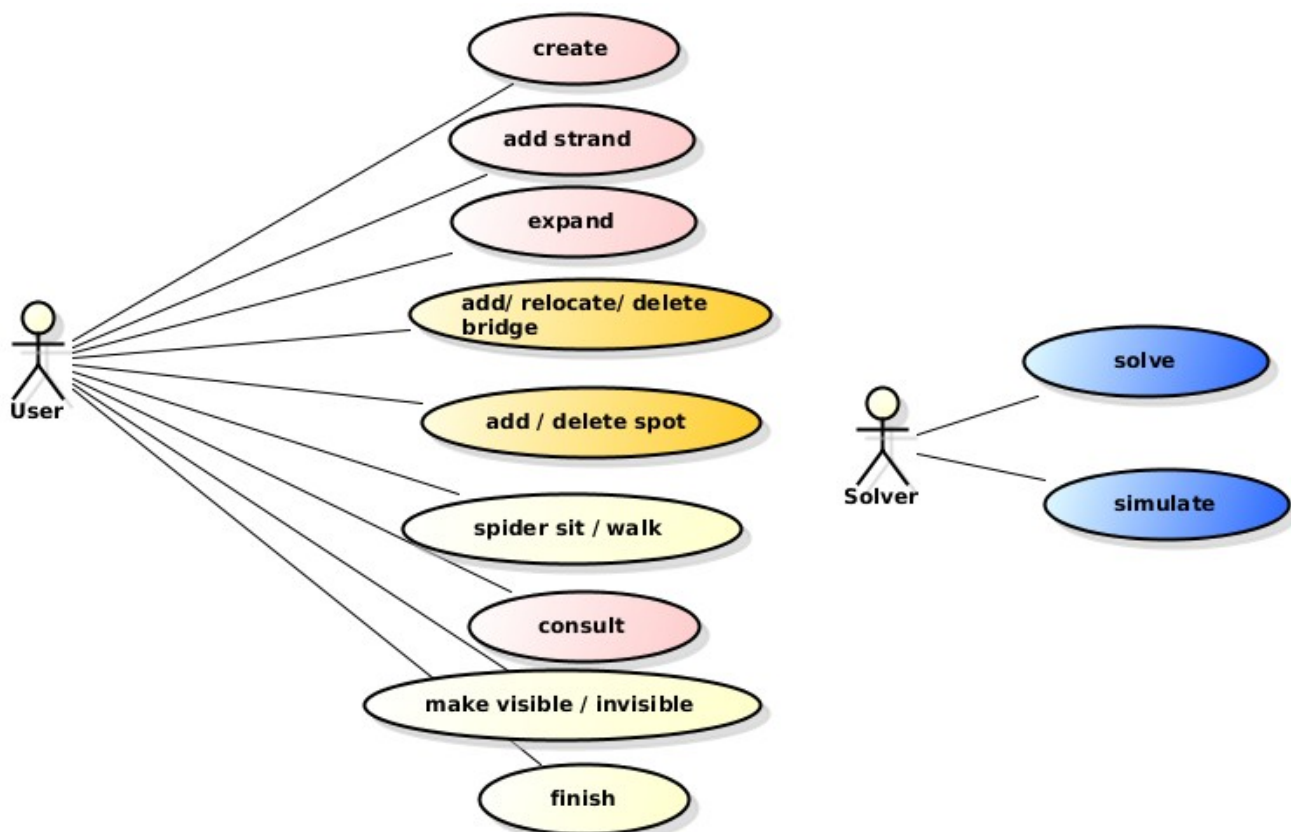 create
add strand
expand
add/ relocate/ delete
bridge
User
add / delete spot
spider sit / walk
consult
make visible / invisible
finish
solve
Solver
simulate